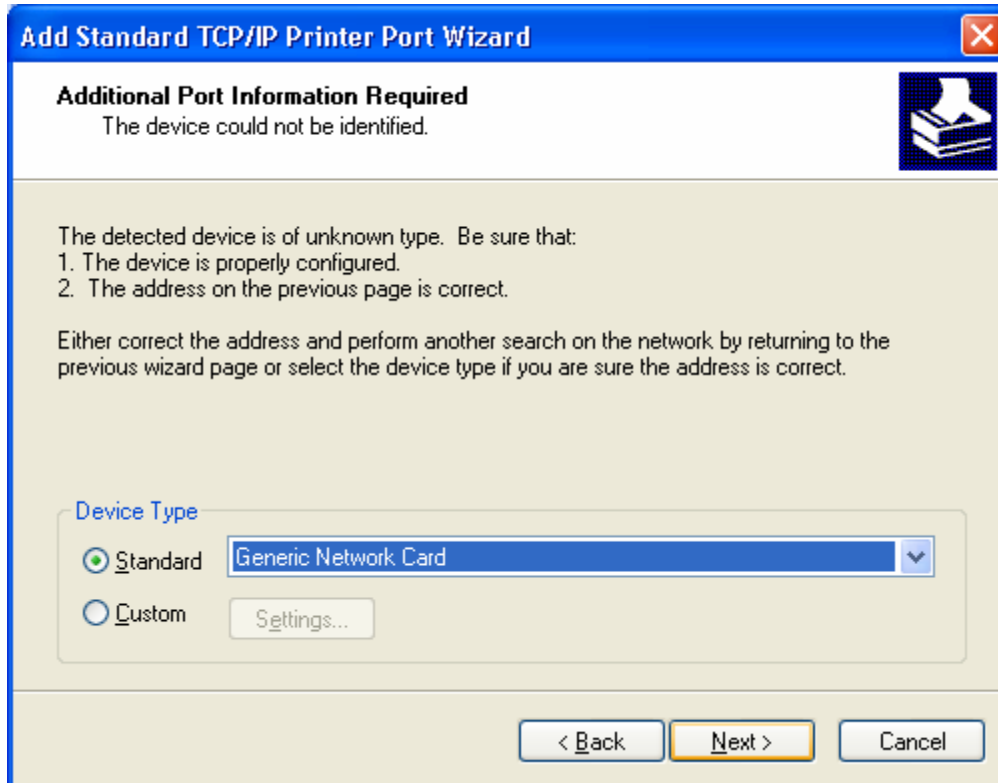 Add Standard TCP/IP Printer Port Wizard
Additional Port Information Required
The device could not be identified.
The detected device is of unknown type.  Be sure that:
1. The device is properly configured.
2.  The address on the previous page is correct.
Either correct the address and perform another search on the network by returning to the
previous wizard page or select the device type if you are sure the address is correct.
Device Type
Standard Generic Network Card
Custom Settings...
< Back Next > Cancel